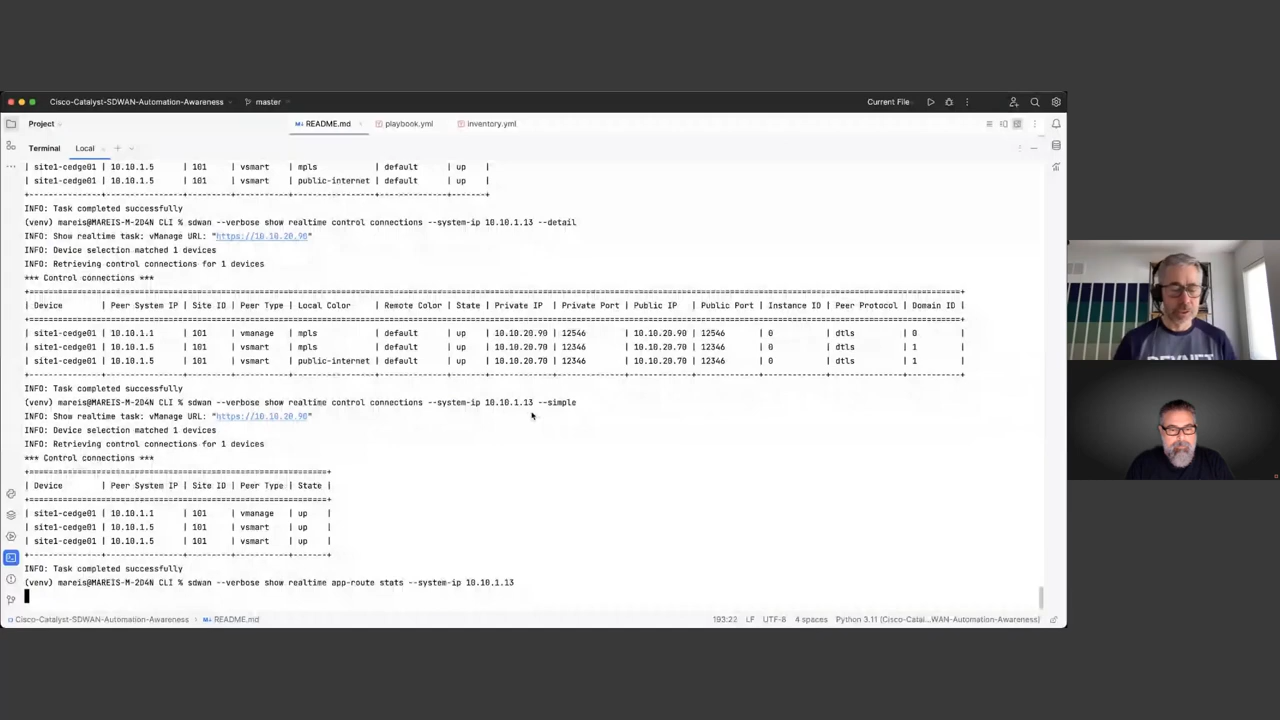 Cisco-Catalyst-SDWAN-Automation-Awareness master Current File
Project README.md playbook.yml inventory.yml
Terminal Local
| site1-cedge01 | 10.10.1.5 | 101 | vsmart | mpls | default | up |
| site1-cedge01 | 10.10.1.5 | 101 | vsmart | public-internet | default | up |
INFO: Task completed successfully
(venv) mareis@MAREIS-M-2D4N CLI % sdwan --verbose show realtime control connections --system-ip 10.10.1.13 --detail
INFO: Show realtime task: vManage URL: "https://10.10.20.90"
INFO: Device selection matched 1 devices
INFO: Retrieving control connections for 1 devices
*** Control connections ***
| Device | Peer System IP | Site ID | Peer Type | Local Color | Remote Color | State | Private IP | Private Port | Public IP | Public Port | Instance ID | Peer Protocol | Domain ID |
| site1-cedge01 | 10.10.1.1 | 101 | vmanage | mpls | default | up | 10.10.20.90 | 12546 | 10.10.20.90 | 12546 | 0 | dtls | 0 |
| site1-cedge01 | 10.10.1.5 | 101 | vsmart | mpls | default | up | 10.10.20.70 | 12346 | 10.10.20.70 | 12346 | 0 | dtls | 1 |
| site1-cedge01 | 10.10.1.5 | 101 | vsmart | public-internet | default | up | 10.10.20.70 | 12346 | 10.10.20.70 | 12346 | 0 | dtls | 1 |
INFO: Task completed successfully
(venv) mareis@MAREIS-M-2D4N CLI % sdwan --verbose show realtime control connections --system-ip 10.10.1.13 --simple
INFO: Show realtime task: vManage URL: "https://10.10.20.90"
INFO: Device selection matched 1 devices
INFO: Retrieving control connections for 1 devices
*** Control connections ***
| Device | Peer System IP | Site ID | Peer Type | State |
| site1-cedge01 | 10.10.1.1 | 101 | vmanage | up |
| site1-cedge01 | 10.10.1.5 | 101 | vsmart | up |
| site1-cedge01 | 10.10.1.5 | 101 | vsmart | up |
INFO: Task completed successfully
(venv) mareis@MAREIS-M-2D4N CLI % sdwan --verbose show realtime app-route stats --system-ip 10.10.1.13
Cisco-Catalyst-SDWAN-Automation-Awareness > README.md 193:22 LF UTF-8 4 spaces Python 3.11 (Cisco-Catal...WAN-Automation-Awareness)